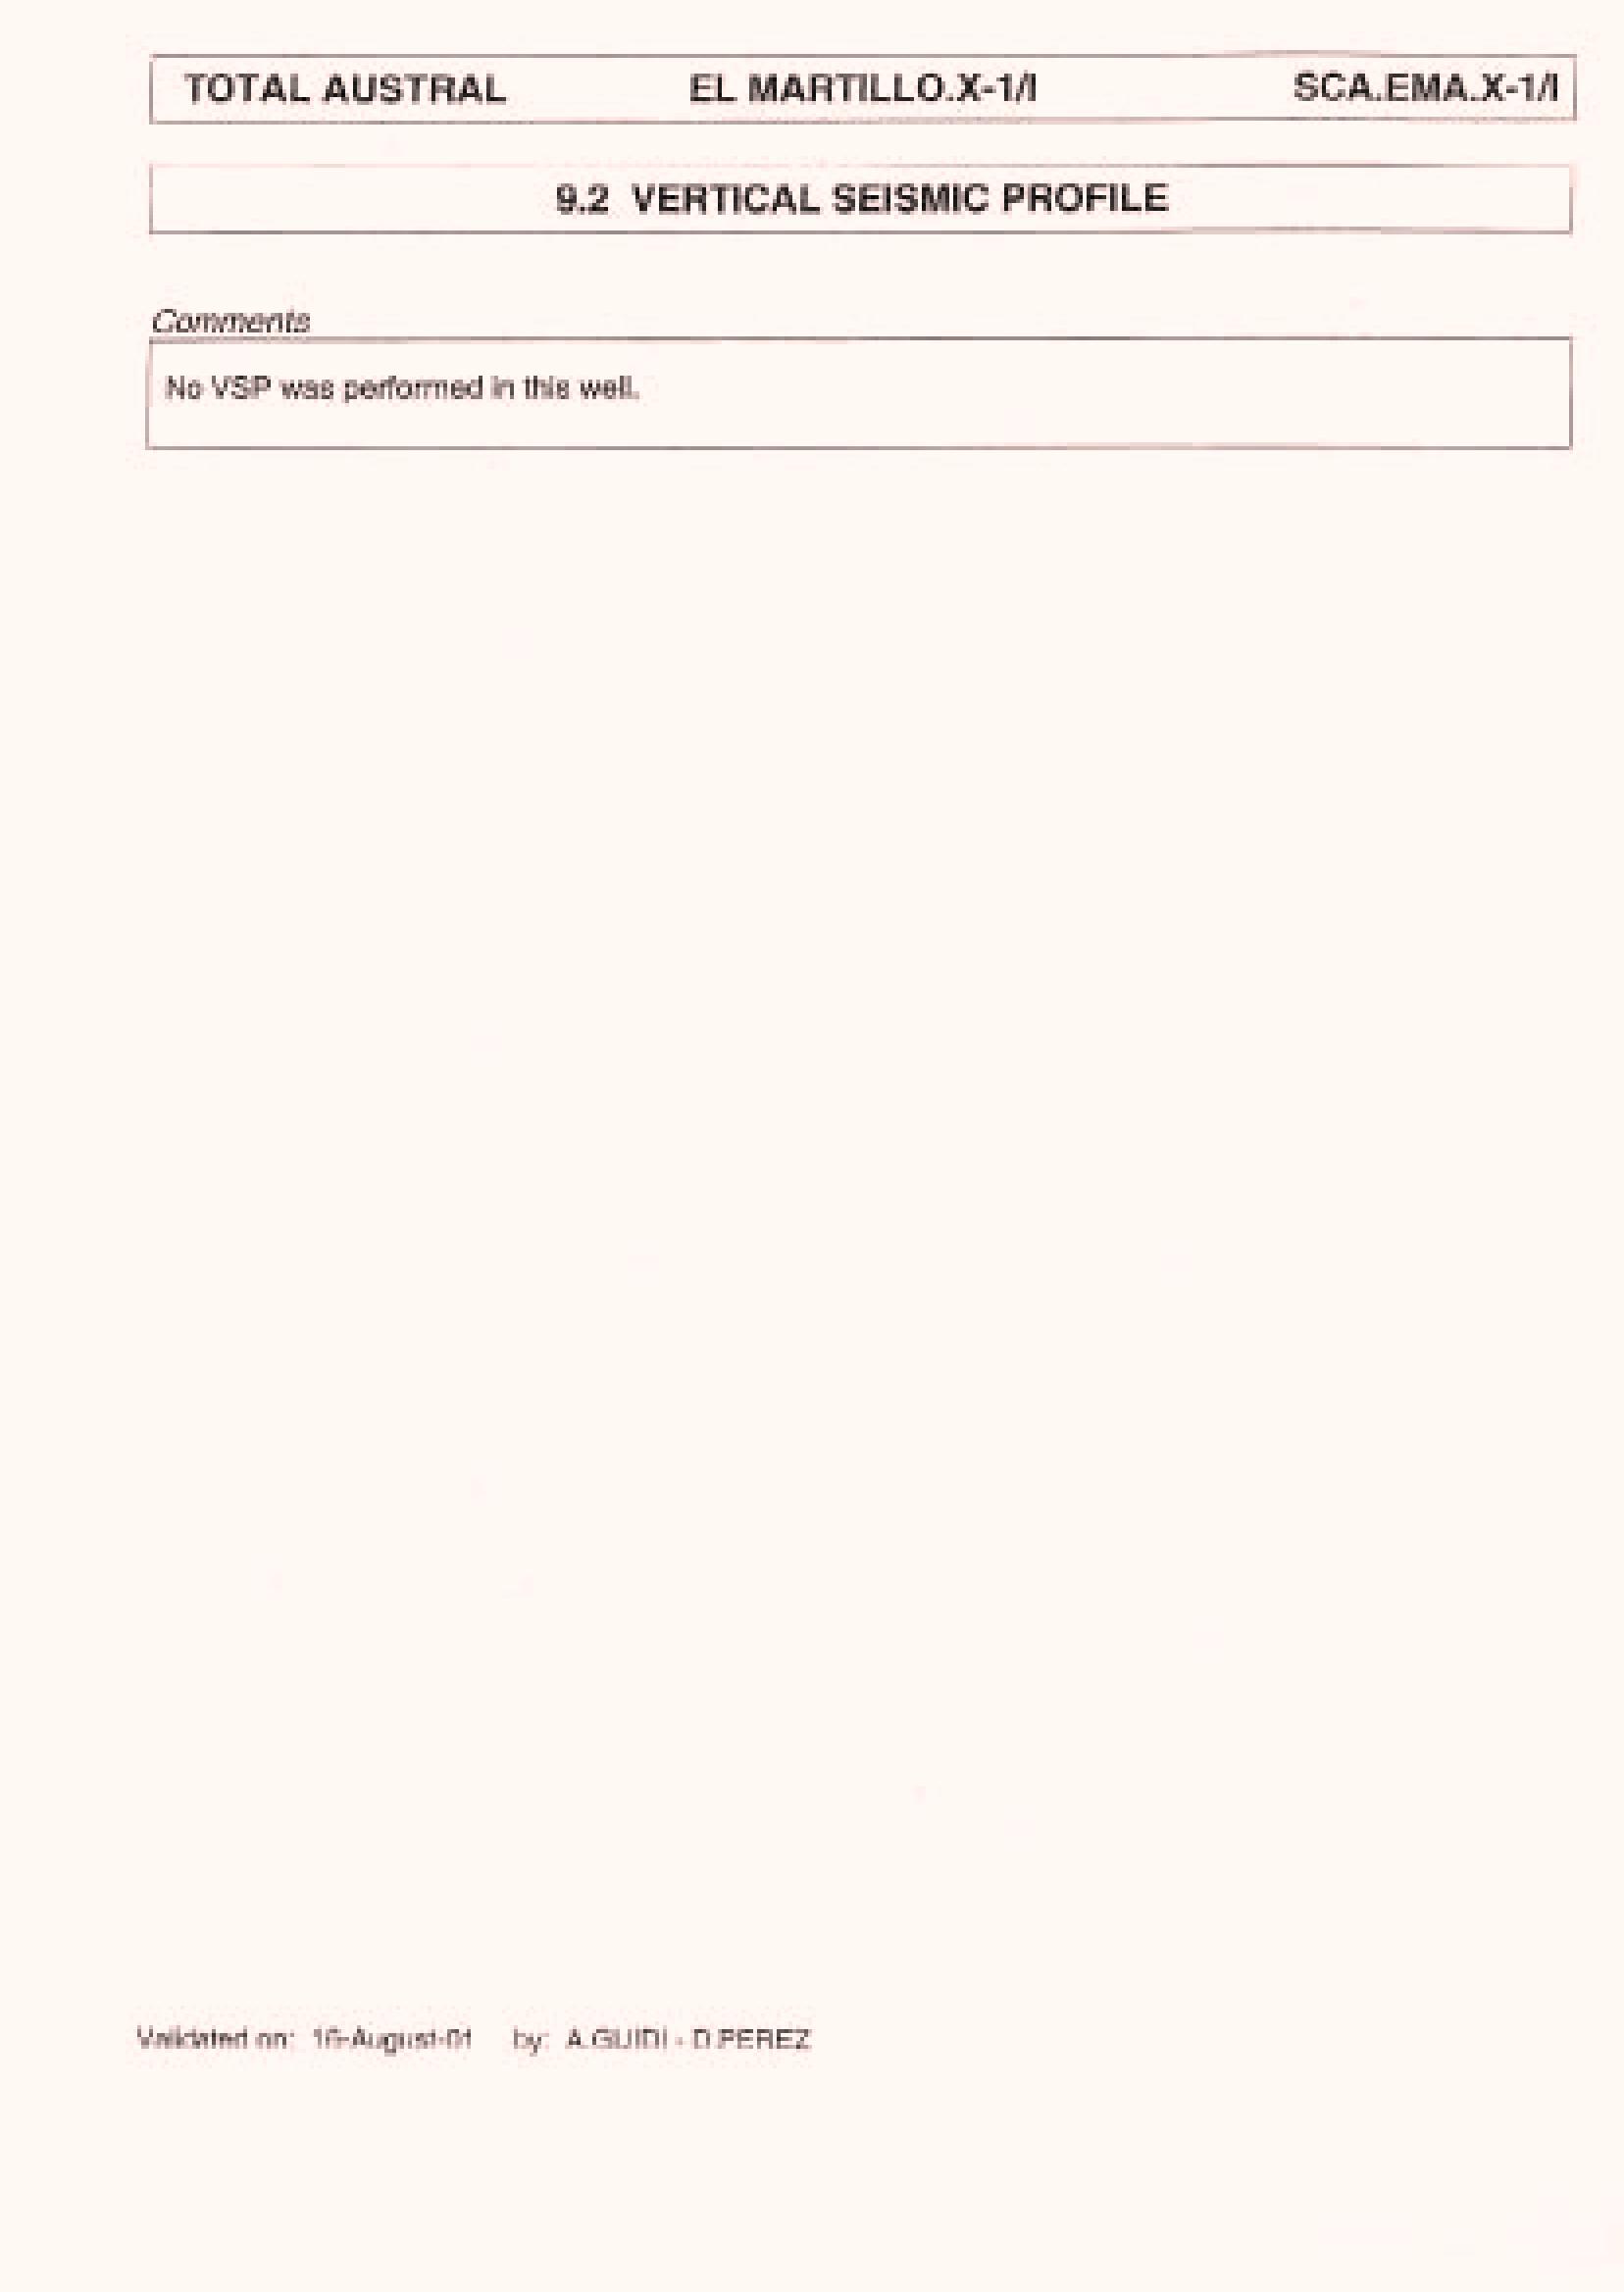 TOTAL AUSTRAL EL MARTILLO.X-1/I SCA.EMA.X-1/I
9.2 VERTICAL SEISMIC PROFILE
Comments
No VSP was performed in this well.
Validated on: 16-August-01 by: A.GUIDI - D.PEREZ